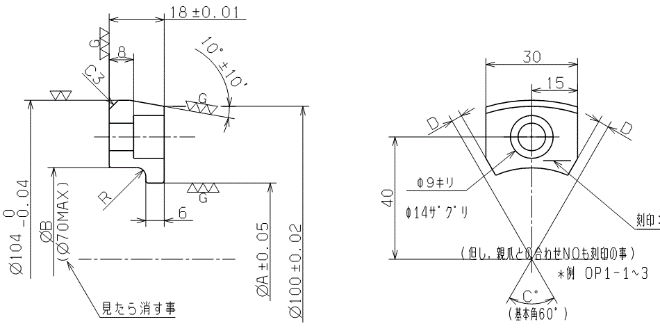 18±0.01
G
8
C3
10°±10'
G
Ø104 0 -0.04
ØB
(Ø70MAX)
R
6
G
ØA±0.05
Ø100±0.02
見たら消す事
30
15
D
D
40
φ9キリ
φ14ザグリ
刻印
(但し、親爪との合わせNOも刻印の事)
*例 OP1-1~3
C°
(基本角60°)